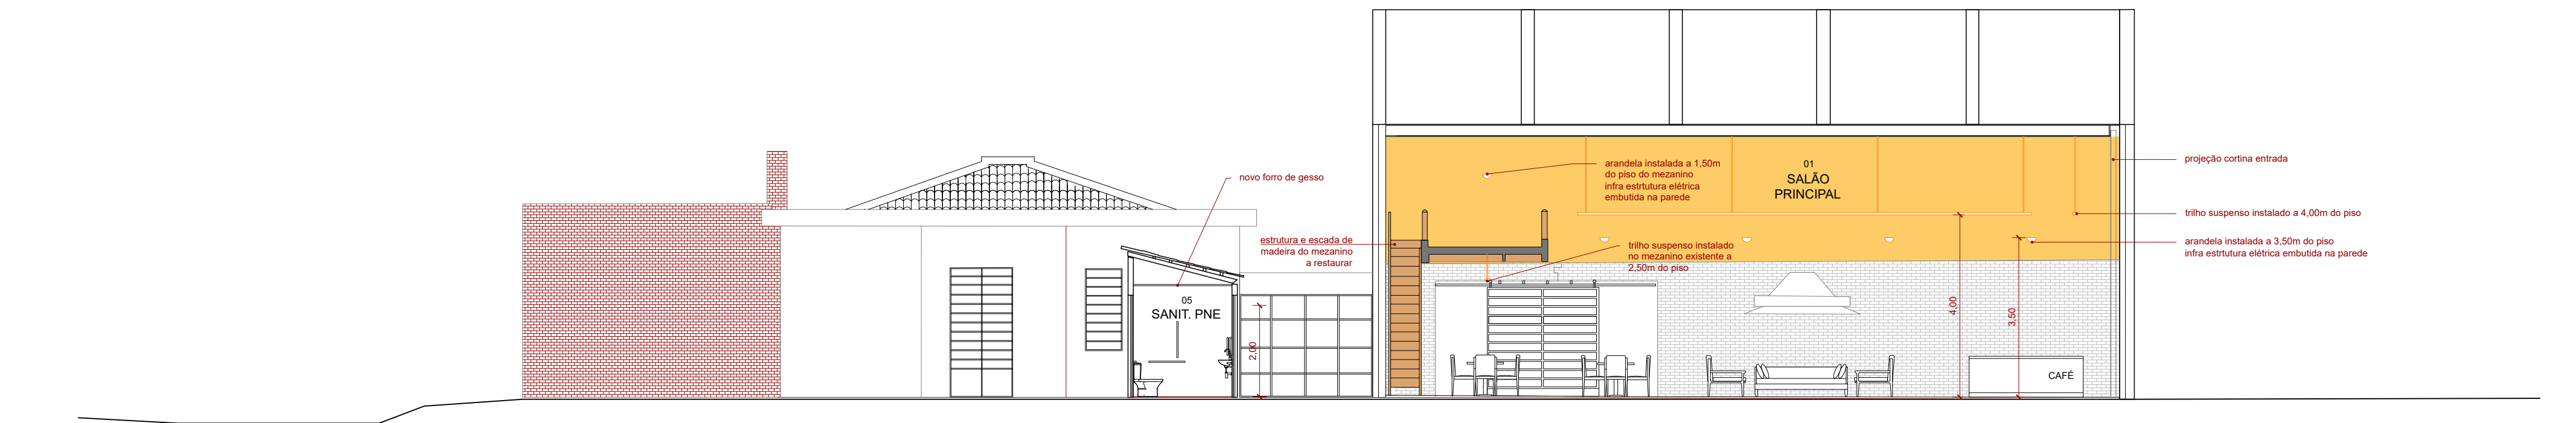 novo forro de gesso
05
SANIT. PNE
2,00
estrutura e escada de
madeira do mezanino
a restaurar
arandela instalada a 1,50m
do piso do mezanino
infra estrtutura elétrica
embutida na parede
01
SALÃO
PRINCIPAL
trilho suspenso instalado
no mezanino existente a
2,50m do piso
4,00
3,50
CAFÉ
projeção cortina entrada
trilho suspenso instalado a 4,00m do piso
arandela instalada a 3,50m do piso
infra estrtutura elétrica embutida na parede